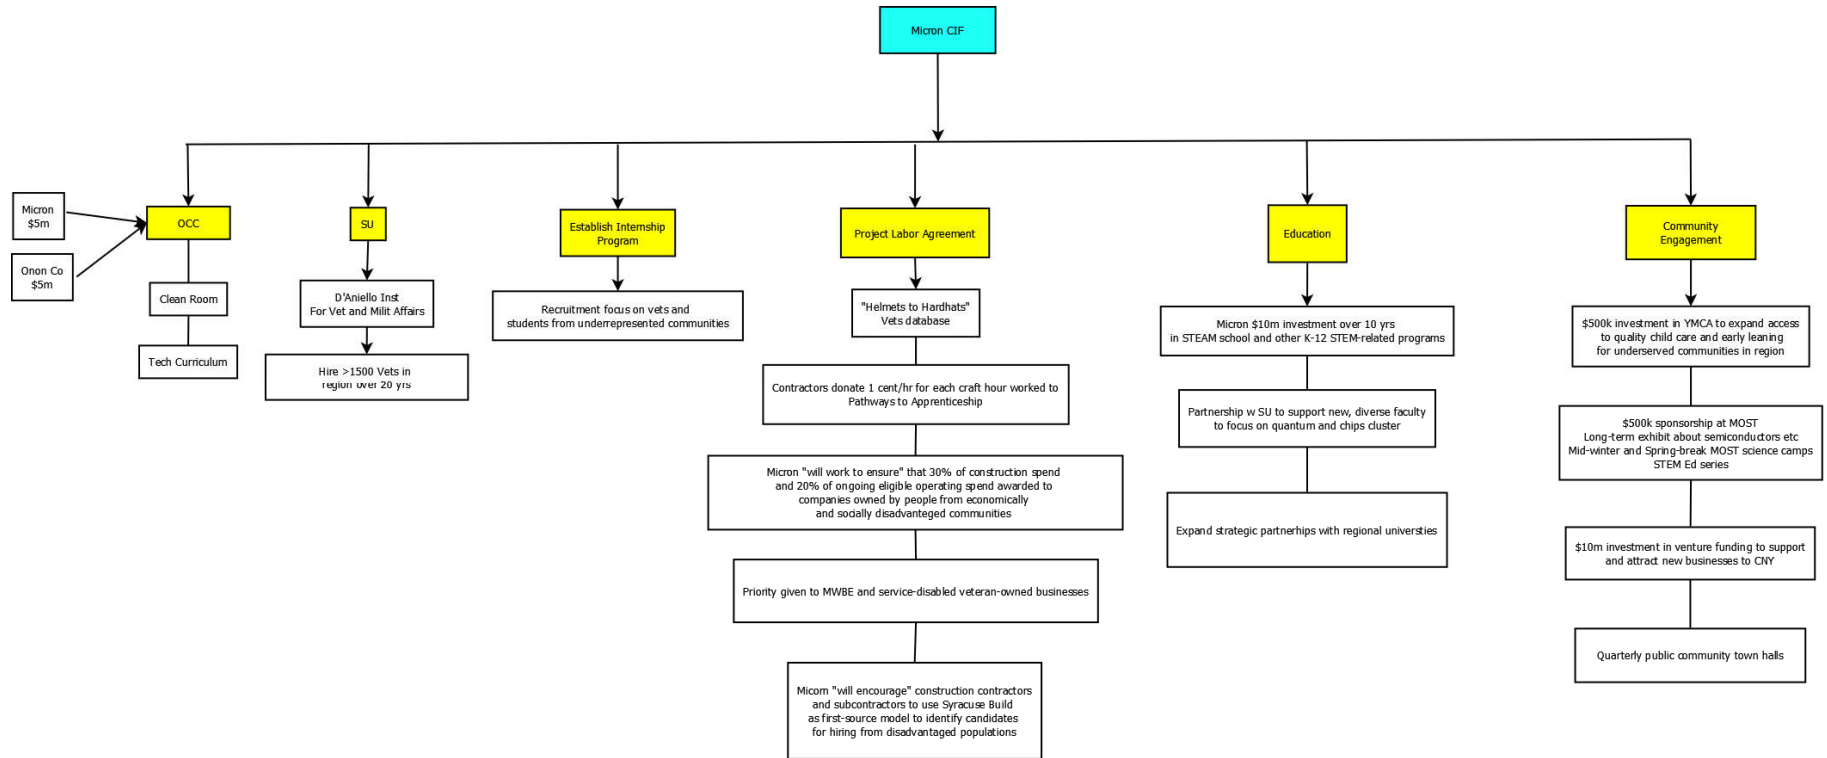 Micron CIF
Micron
$5m
Onon Co
$5m
OCC
Clean Room
Tech Curriculum
SU
D'Aniello Inst
For Vet and Milit Affairs
Hire >1500 Vets in
region over 20 yrs
Establish Internship
Program
Recruitment focus on vets and
students from underrepresented communities
Project Labor Agreement
"Helmets to Hardhats"
Vets database
Contractors donate 1 cent/hr for each craft hour worked to
Pathways to Apprenticeship
Micron "will work to ensure" that 30% of construction spend
and 20% of ongoing eligible operating spend awarded to
companies owned by people from economically
and socially disadvanteged communities
Priority given to MWBE and service-disabled veteran-owned businesses
Micorn "will encourage" construction contractors
and subcontractors to use Syracuse Build
as first-source model to identify candidates
for hiring from disadvantaged populations
Education
Micron $10m investment over 10 yrs
in STEAM school and other K-12 STEM-related programs
Partnership w SU to support new, diverse faculty
to focus on quantum and chips cluster
Expand strategic partnerhips with regional universties
Community
Engagement
$500k investment in YMCA to expand access
to quality child care and early leaning
for underserved communities in region
$500k sponsorship at MOST
Long-term exhibit about semiconductors etc
Mid-winter and Spring-break MOST science camps
STEM Ed series
$10m investment in venture funding to support
and attract new businesses to CNY
Quarterly public community town halls